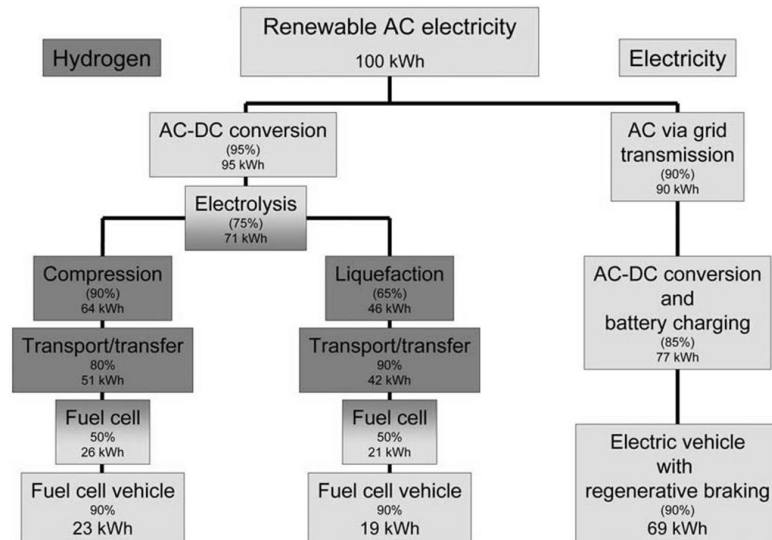 Renewable AC electricity
100 kWh
Hydrogen
Electricity
AC-DC conversion
(95%)
95 kWh
AC via grid
transmission
(90%)
90 kWh
Electrolysis
(75%)
71 kWh
Compression
(90%)
64 kWh
Liquefaction
(65%)
46 kWh
AC-DC conversion
and
battery charging
(85%)
77 kWh
Transport/transfer
80%
51 kWh
Transport/transfer
90%
42 kWh
Fuel cell
50%
26 kWh
Fuel cell
50%
21 kWh
Fuel cell vehicle
90%
23 kWh
Fuel cell vehicle
90%
19 kWh
Electric vehicle
with
regenerative braking
(90%)
69 kWh